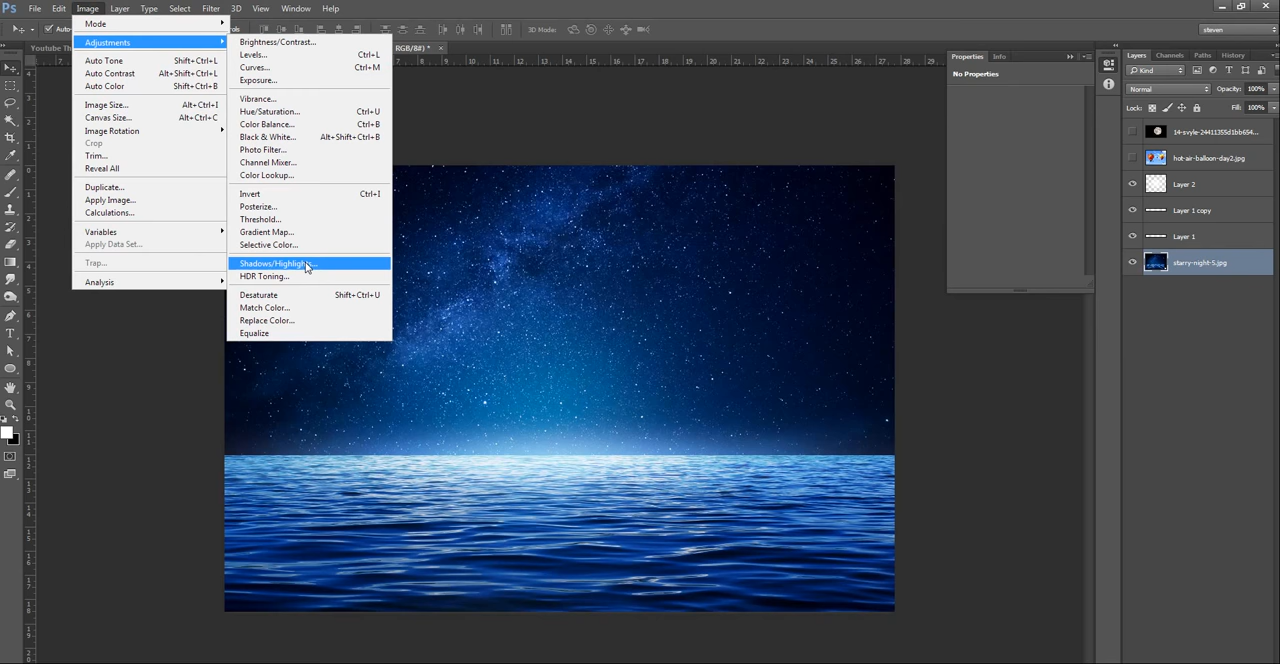 Ps File Edit Image Layer Type Select Filter 3D View Window Help
Auto
3D Mode:
steven
RGB/8#) *
Mode
Adjustments
Auto Tone Shift+Ctrl+L
Auto Contrast Alt+Shift+Ctrl+L
Auto Color Shift+Ctrl+B
Image Size... Alt+Ctrl+I
Canvas Size... Alt+Ctrl+C
Image Rotation
Crop
Trim...
Reveal All
Duplicate...
Apply Image...
Calculations...
Variables
Apply Data Set...
Trap...
Analysis
Brightness/Contrast...
Levels... Ctrl+L
Curves... Ctrl+M
Exposure...
Vibrance...
Hue/Saturation... Ctrl+U
Color Balance... Ctrl+B
Black & White... Alt+Shift+Ctrl+B
Photo Filter...
Channel Mixer...
Color Lookup...
Invert Ctrl+I
Posterize...
Threshold...
Gradient Map...
Selective Color...
Shadows/Highlights...
HDR Toning...
Desaturate Shift+Ctrl+U
Match Color...
Replace Color...
Equalize
Properties Info
No Properties
Layers Channels Paths History
Kind
Normal Opacity: 100%
Lock: Fill: 100%
14-svyle-24411355d1bb654...
hot-air-balloon-day2.jpg
Layer 2
Layer 1 copy
Layer 1
starry-night-5.jpg